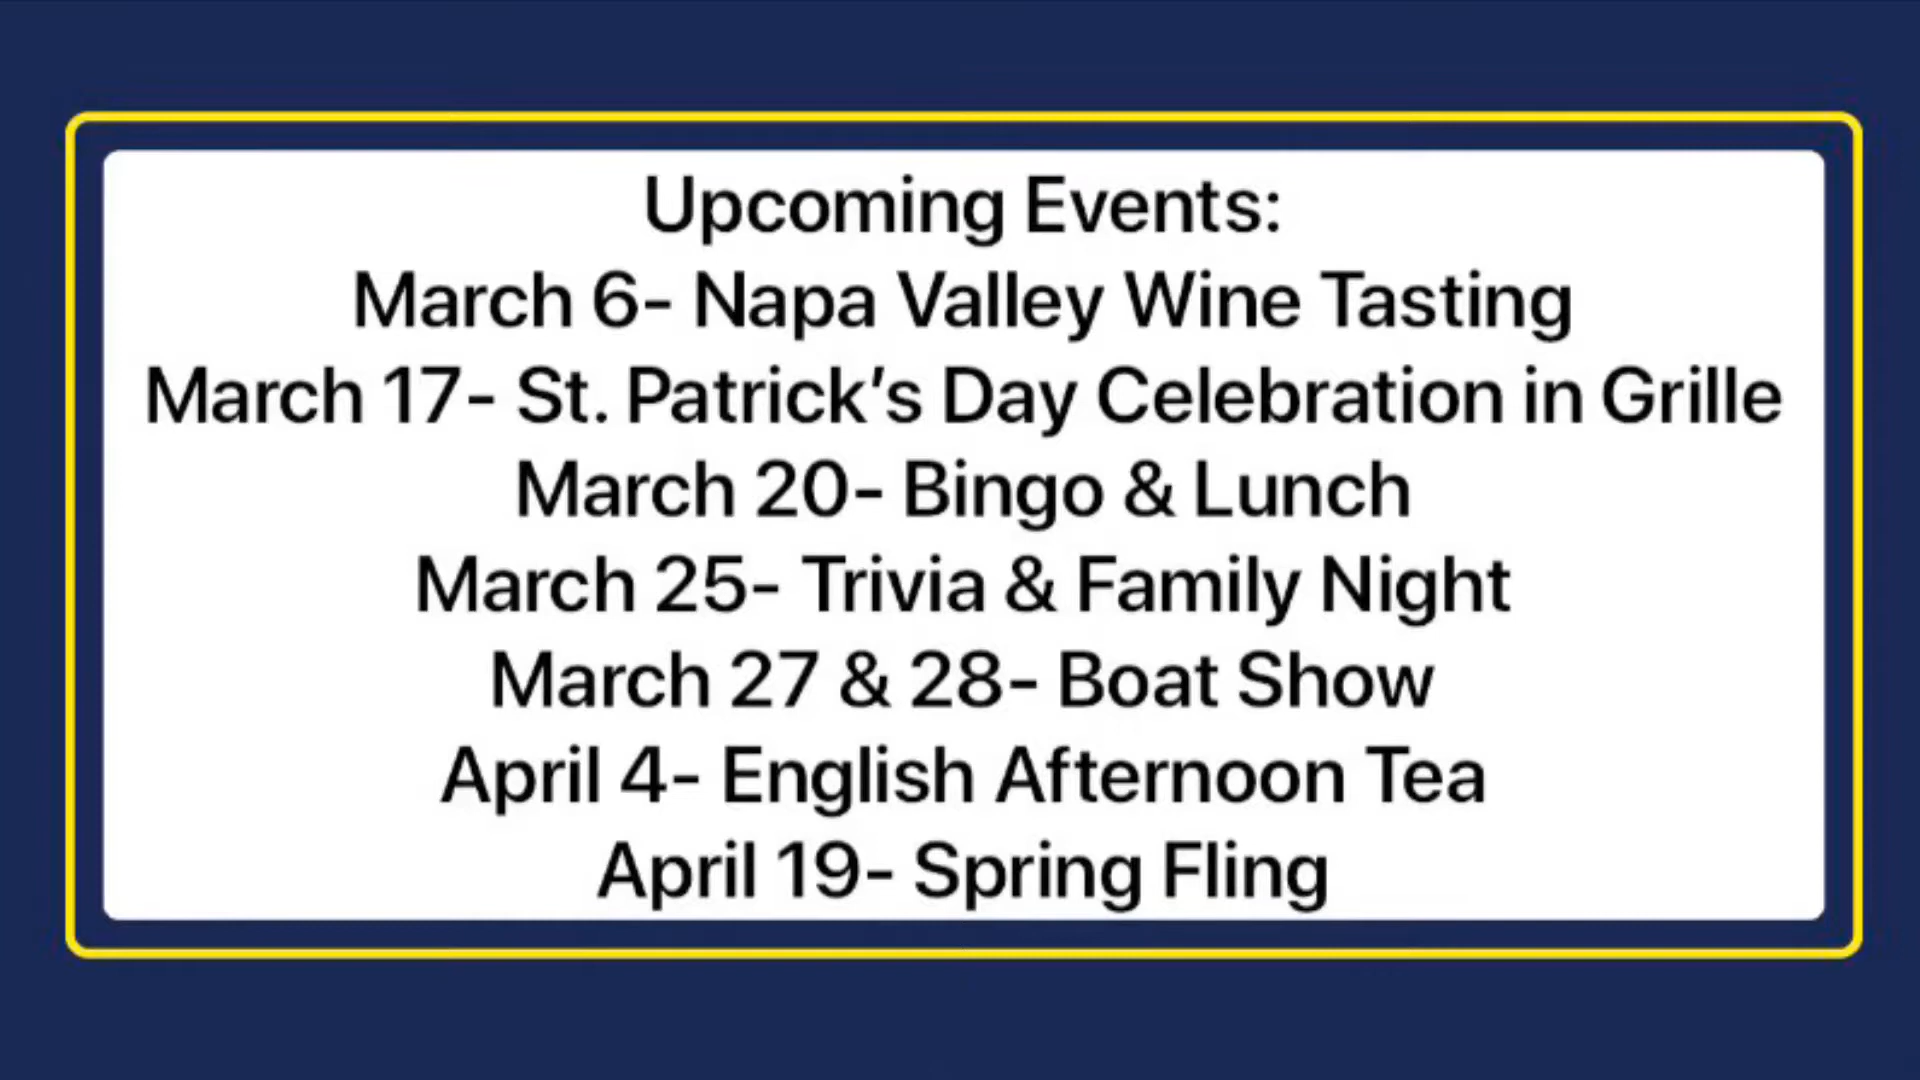 Upcoming Events:
March 6- Napa Valley Wine Tasting
March 17- St. Patrick’s Day Celebration in Grille
March 20- Bingo & Lunch
March 25- Trivia & Family Night
March 27 & 28- Boat Show
April 4- English Afternoon Tea
April 19- Spring Fling